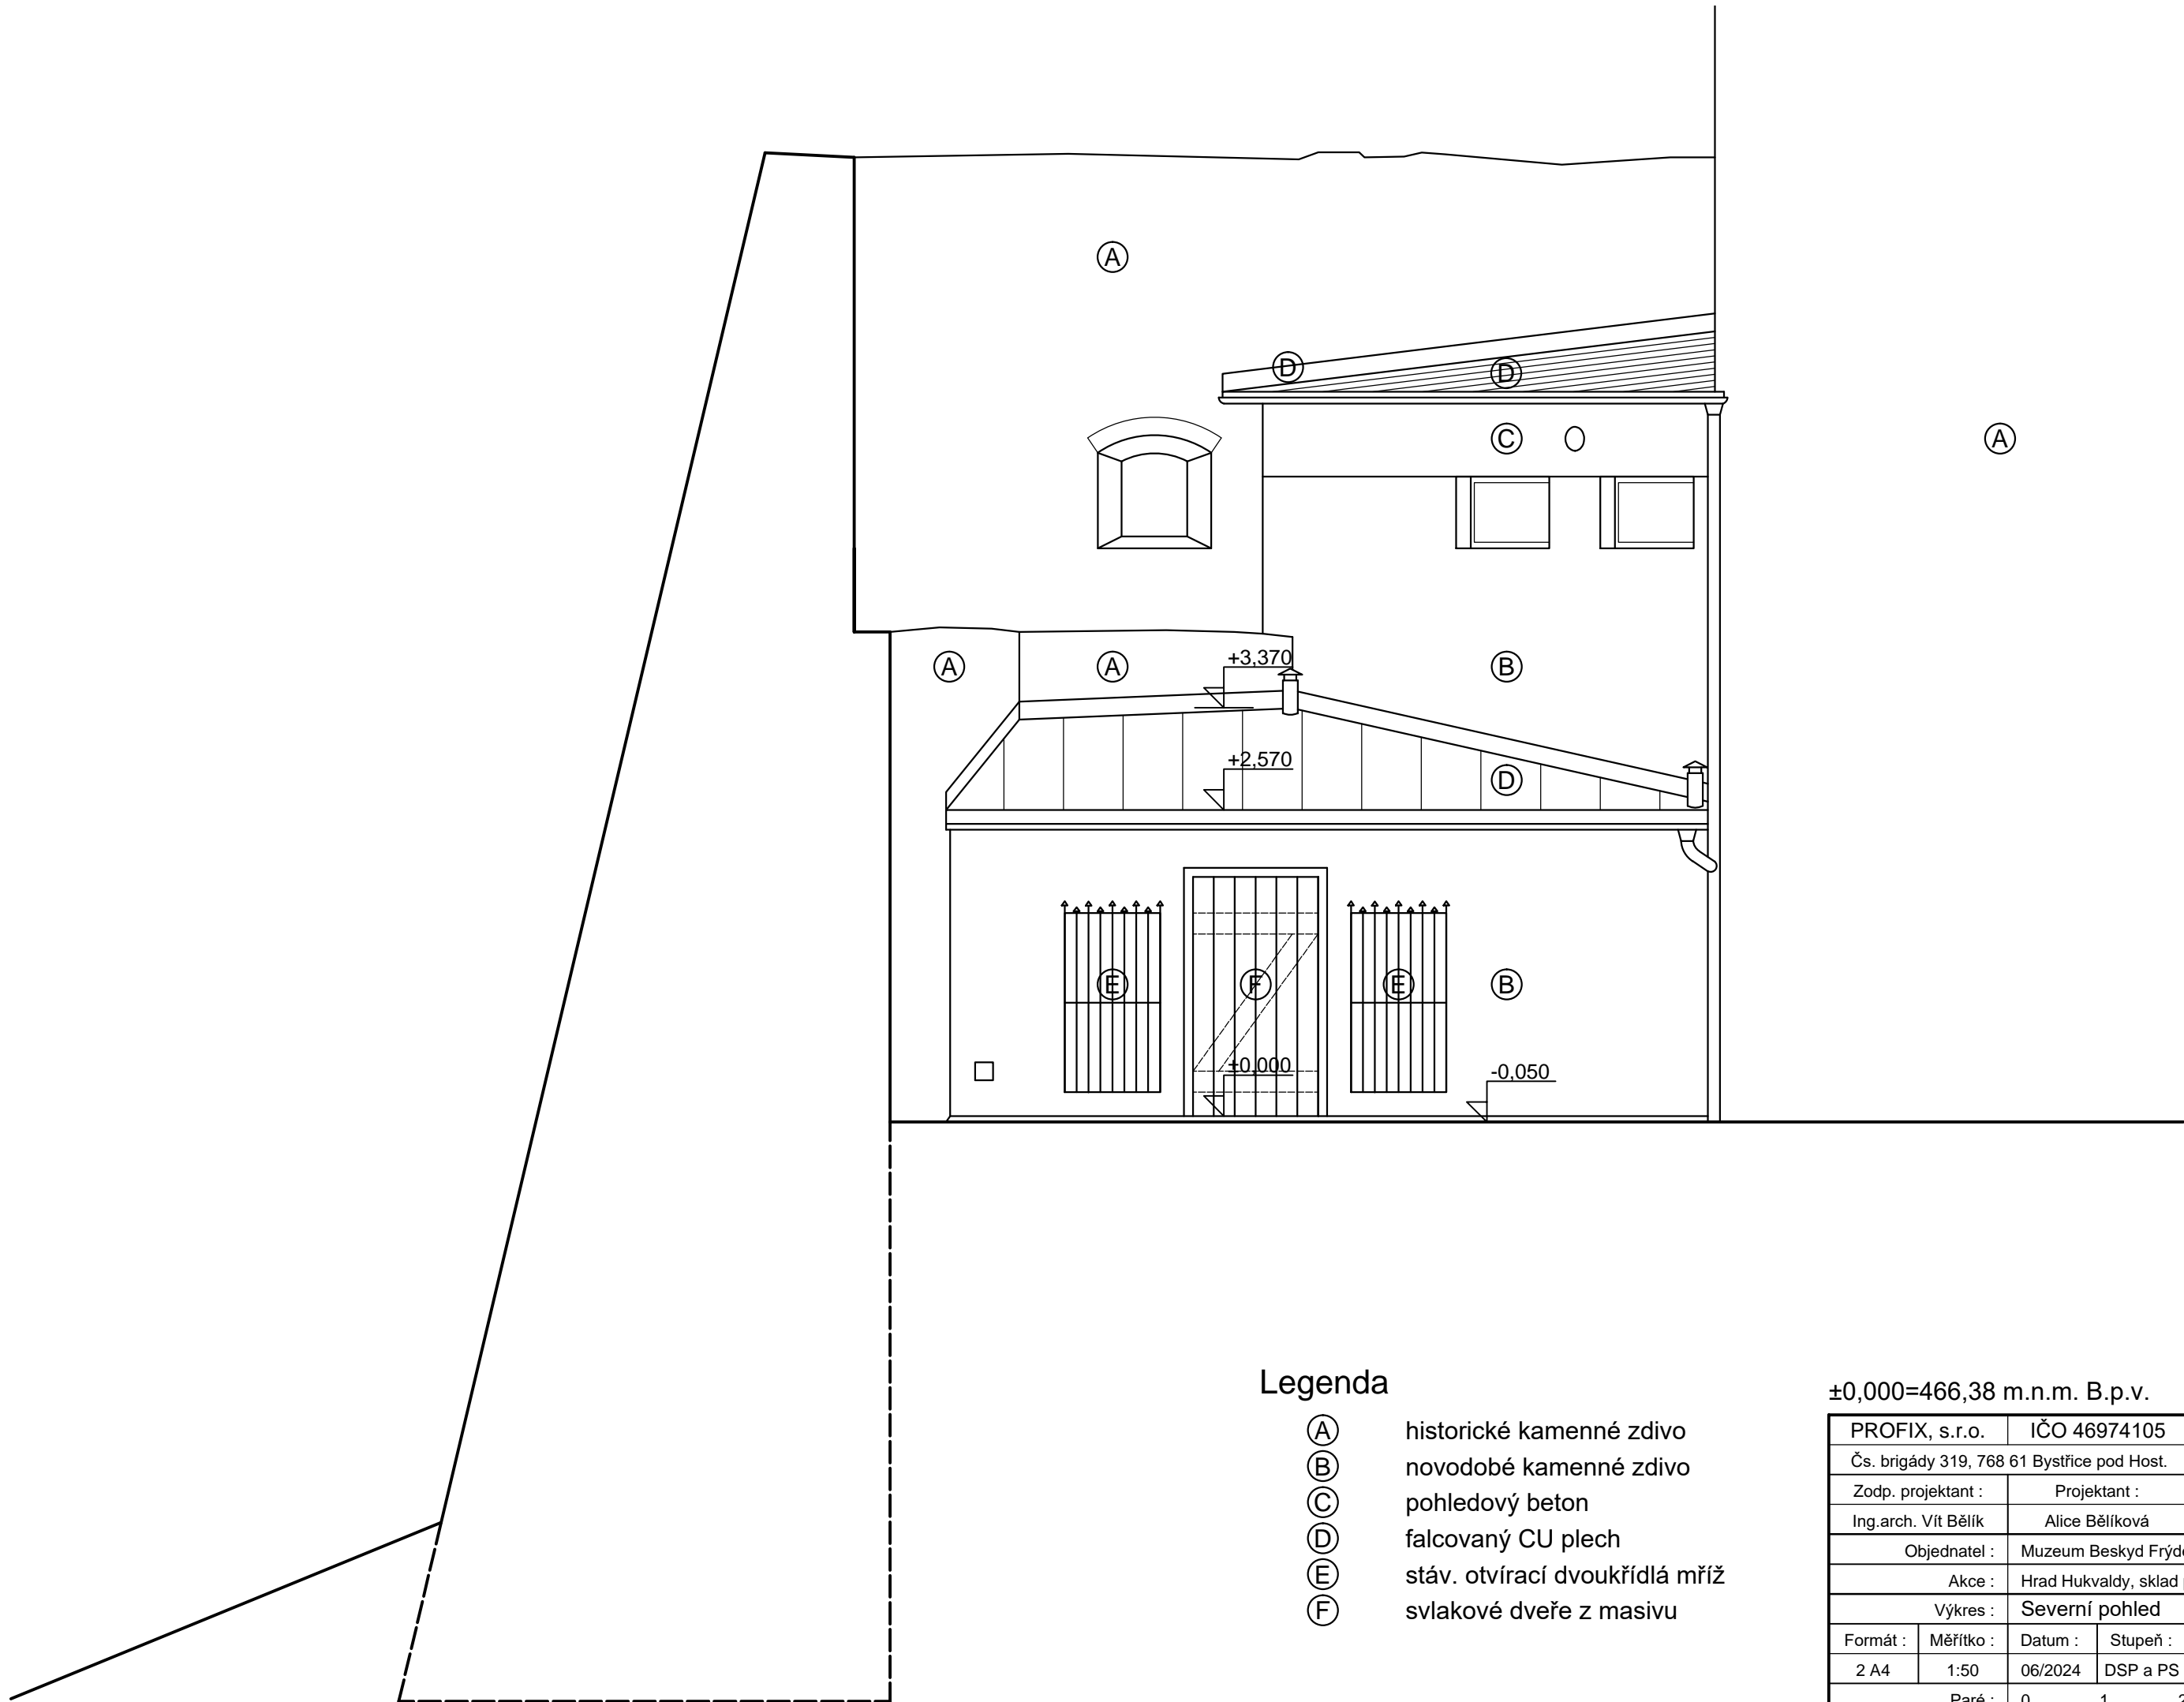 A
D
D
C
A
A
A
+3,370
B
+2,570
D
E
F
E
B
±0,000
-0,050
Legenda
A historické kamenné zdivo
B novodobé kamenné zdivo
C pohledový beton
D falcovaný CU plech
E stáv. otvírací dvoukřídlá mříž
F svlakové dveře z masivu
±0,000=466,38 m.n.m. B.p.v.
PROFIX, s.r.o. IČO 46974105
Čs. brigády 319, 768 61 Bystřice pod Host.
Zodp. projektant : Projektant :
Ing.arch. Vít Bělík Alice Bělíková
Objednatel : Muzeum Beskyd
Akce : Hrad Hukvaldy, sklad
Výkres : Severní pohled
Formát : Měřítko : Datum : Stupeň :
2 A4 1:50 06/2024 DSP a PS
Paré : 0 1